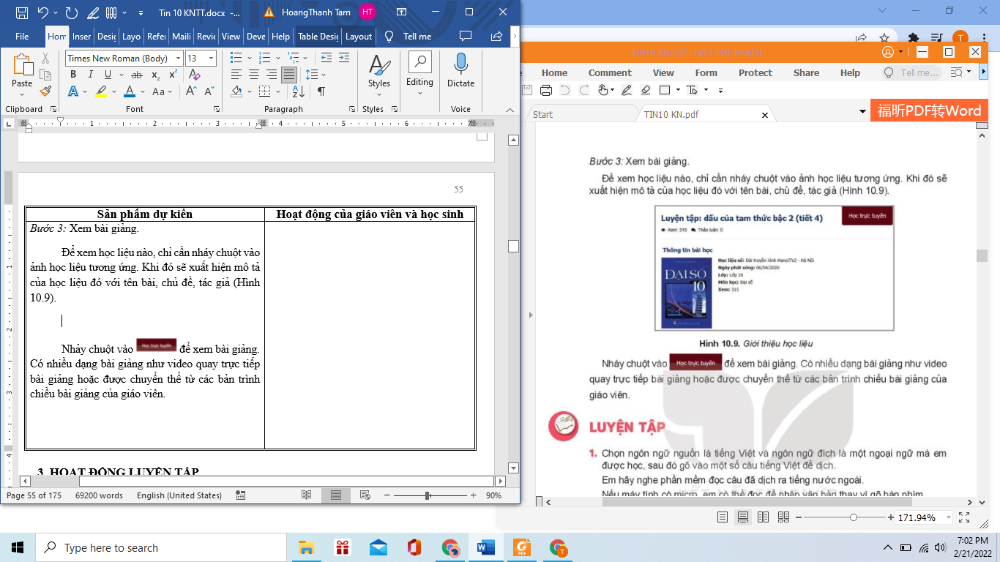 Tin 10 KNTT.docx -...
HoangThanh Tam
HT
File
Hom
Inser
Desig
Layo
Refer
Maili
Revie
View
Deve
Help
Table Desig
Layout
Tell me
Times New Roman (Body)
13
Paste
Styles
Editing
Dictate
Clipboard
Font
Paragraph
Styles
Voice
55
Sản phẩm dự kiến
Hoạt động của giáo viên và học sinh
Bước 3: Xem bài giảng.
Để xem học liệu nào, chỉ cần nháy chuột vào
ảnh học liệu tương ứng. Khi đó sẽ xuất hiện mô tả
của học liệu đó với tên bài, chủ đề, tác giả (Hình
10.9).
Nhảy chuột vào Học trực tuyến để xem bài giảng.
Có nhiều dạng bài giảng như video quay trực tiếp
bài giảng hoặc được chuyển thể từ các bản trình
chiều bài giảng của giáo viên.
3. HOẠT ĐỘNG LUYỆN TẬP
Page 55 of 175
69200 words
English (United States)
90%
TIN10 KN.pdf - Foxit PDF Reader
Home
Comment
View
Form
Protect
Share
Help
Tell me...
Start
TIN10 KN.pdf
福昕PDF转Word
Bước 3: Xem bài giảng.
Để xem học liệu nào, chỉ cần nháy chuột vào ảnh học liệu tương ứng. Khi đó sẽ
xuất hiện mô tả của học liệu đó với tên bài, chủ đề, tác giả (Hình 10.9).
Luyện tập: dấu của tam thức bậc 2 (tiết 4)
Học trực tuyến
Xem: 315 Thảo luận: 0
Thông tin bài học
Học liệu số: Đài truyền hình HanoiTV2 - Hà Nội
Ngày phát sóng: 06/04/2020
Lớp: Lớp 10
Môn học: Đại số
Xem: 315
ĐẠI SỐ
10
Hình 10.9. Giới thiệu học liệu
Nháy chuột vào Học trực tuyến để xem bài giảng. Có nhiều dạng bài giảng như video
quay trực tiếp bài giảng hoặc được chuyển thể từ các bản trình chiếu bài giảng của
giáo viên.
LUYỆN TẬP
1. Chọn ngôn ngữ nguồn là tiếng Việt và ngôn ngữ đích là một ngoại ngữ mà em
được học, sau đó gõ vào một số câu tiếng Việt để dịch.
Em hãy nghe phần mềm đọc câu đã dịch ra tiếng nước ngoài.
Nếu máy tính có micro, em có thể đọc để nhập văn bản thay vì gõ bàn phím.
171.94%
Type here to search
7:02 PM
2/21/2022